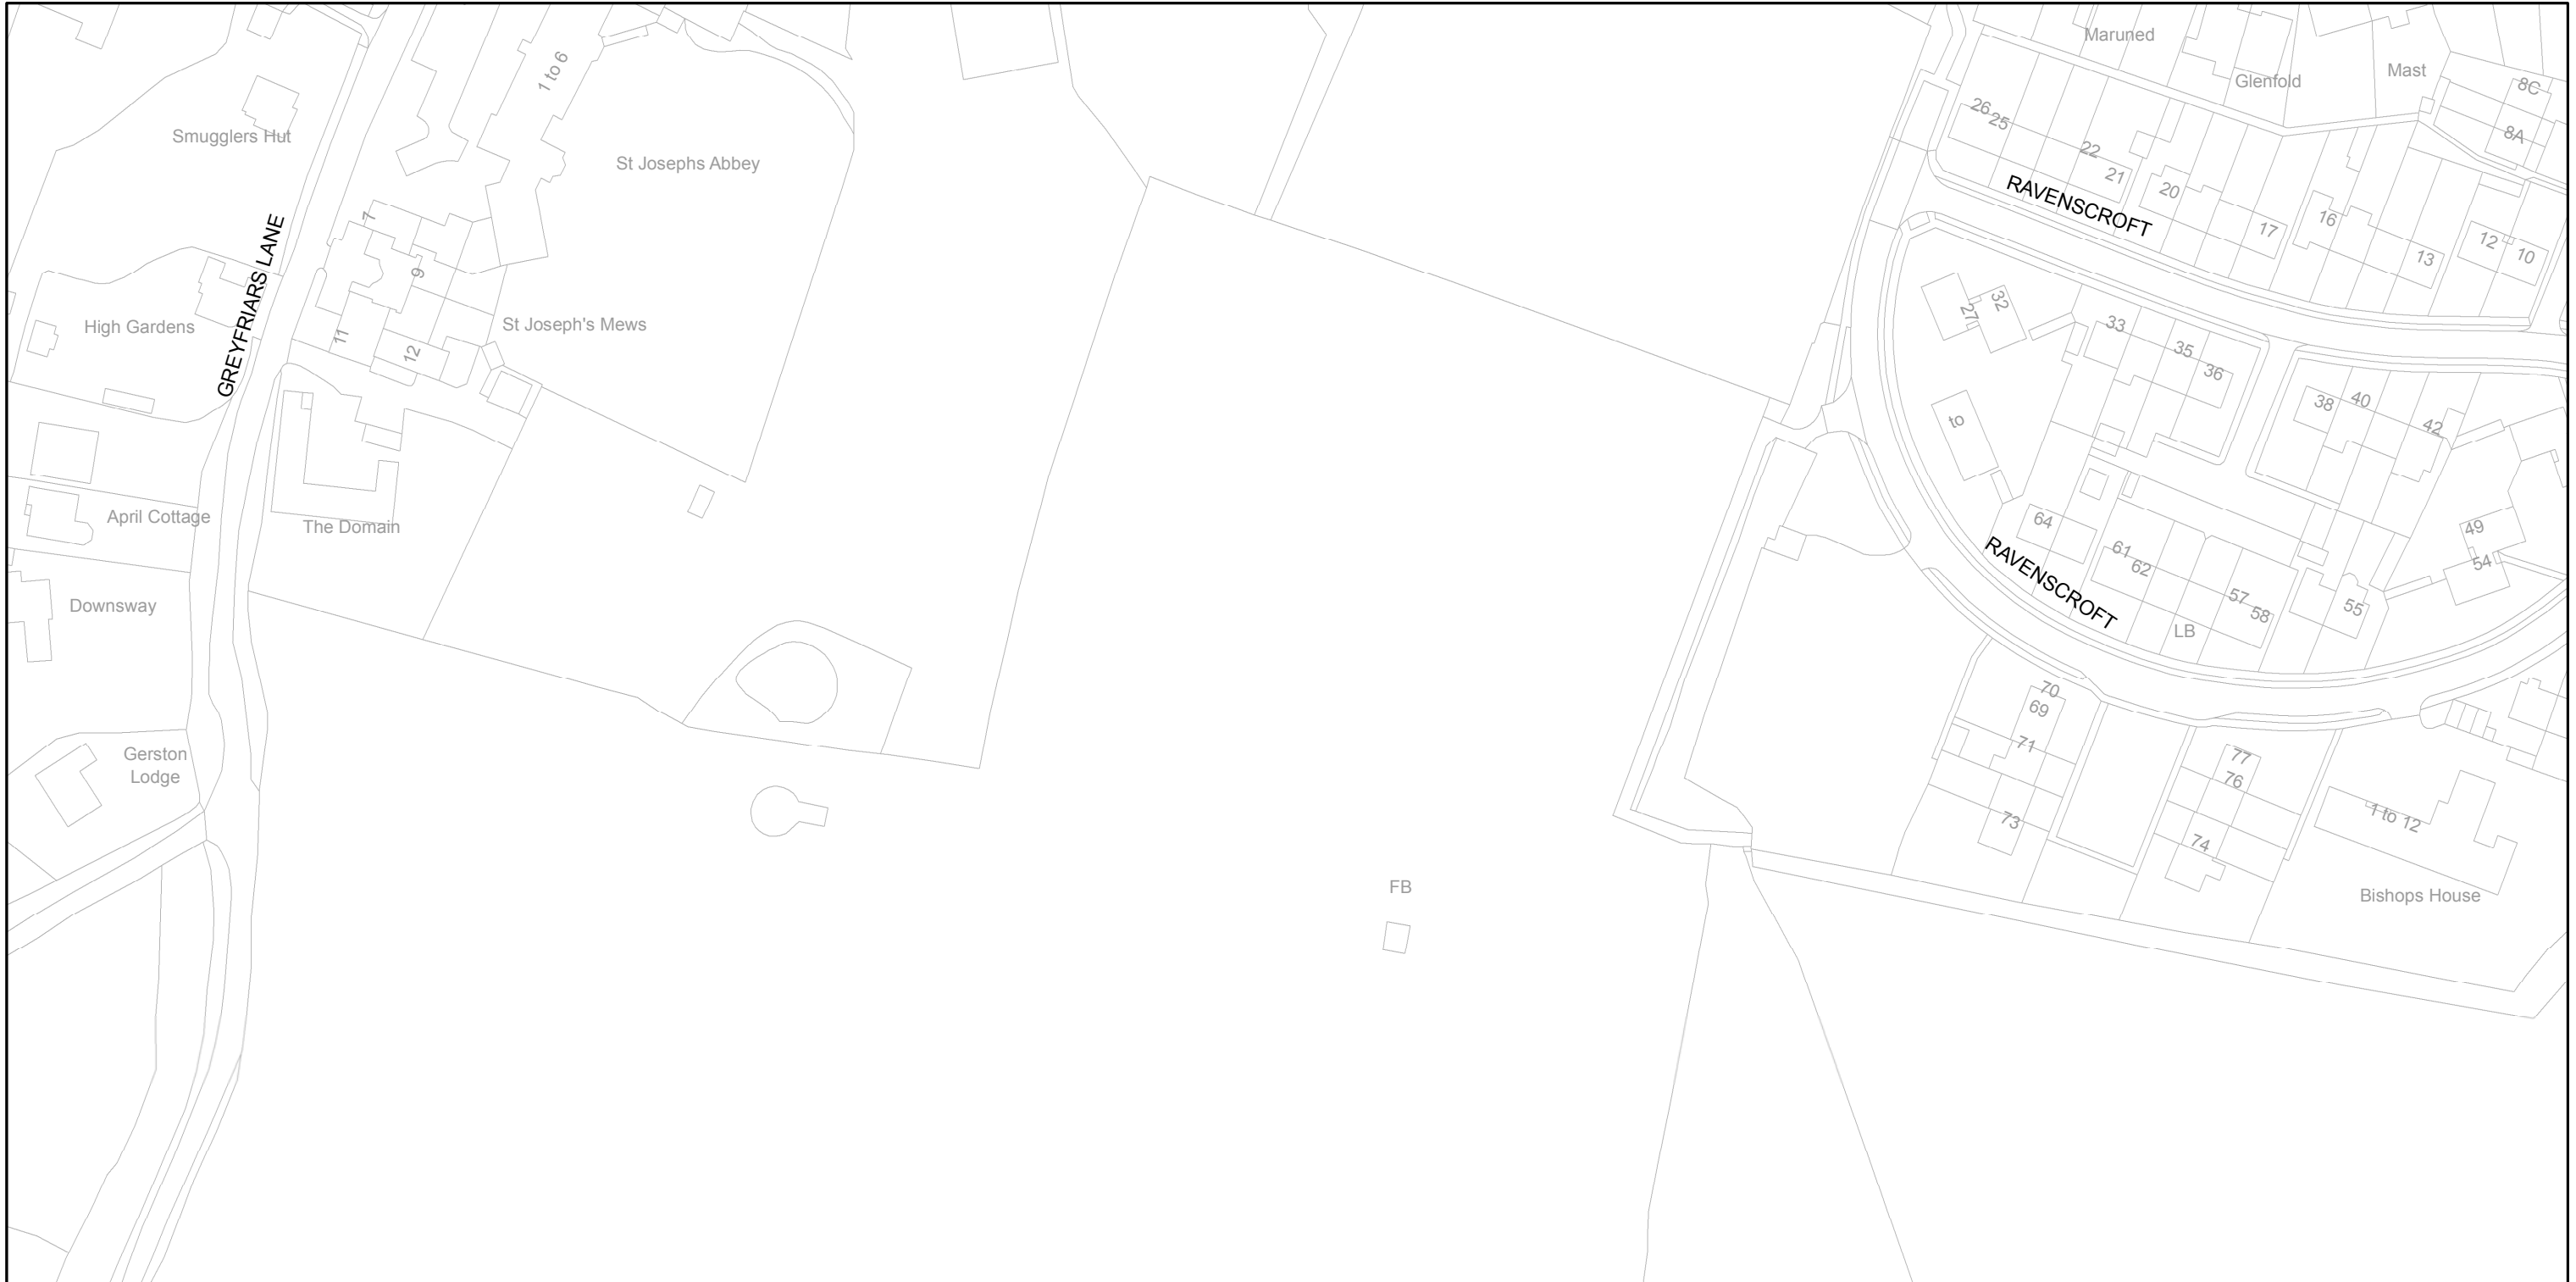 Maruned
Glenfold
Mast
8C
8A
1 to 6
Smugglers Hut
St Josephs Abbey
26
25
22
21
20
17
16
13
12
10
RAVENSCROFT
GREYFRIARS LANE
7
9
11
12
High Gardens
St Joseph's Mews
27
32
33
35
36
38
40
42
to
April Cottage
The Domain
64
61
62
57
58
55
49
54
RAVENSCROFT
LB
Downsway
70
69
71
73
77
76
74
Gerston
Lodge
1 to 12
Bishops House
FB